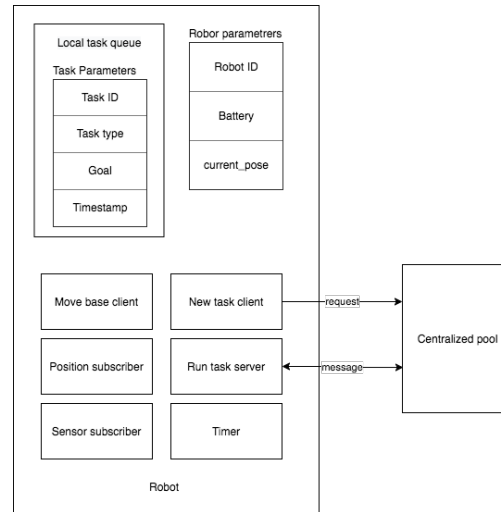 Local task queue
Task Parameters
Task ID
Task type
Goal
Timestamp
Robor parametrers
Robot ID
Battery
current_pose
Move base client
New task client
request
Centralized pool
Position subscriber
Run task server
message
Sensor subscriber
Timer
Robot